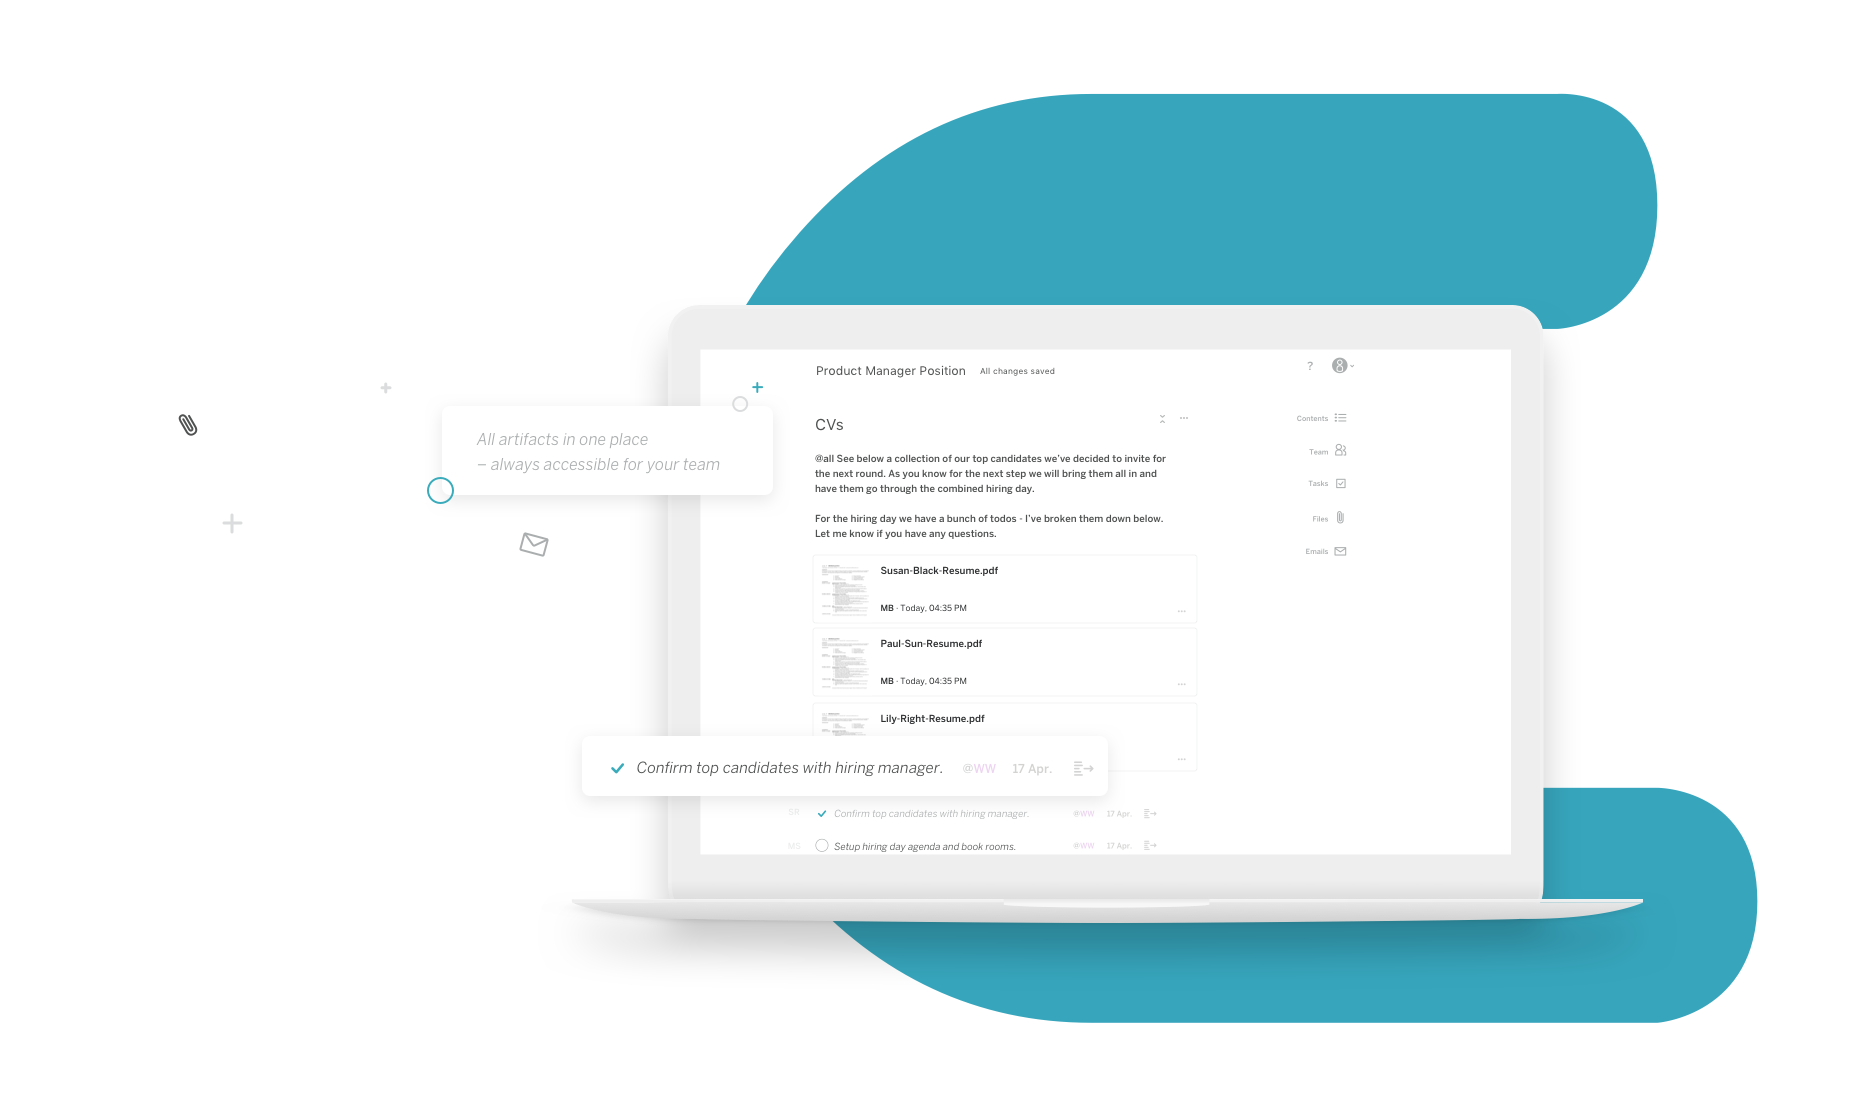 Product Manager Position All changes saved
?
All artifacts in one place
– always accessible for your team
CVs
@all See below a collection of our top candidates we've decided to invite for
the next round. As you know for the next step we will bring them all in and
have them go through the combined hiring day.
For the hiring day we have a bunch of todos - I've broken them down below.
Let me know if you have any questions.
Contents
Team
Tasks
Files
Emails
Susan-Black-Resume.pdf
MB · Today, 04:35 PM
Paul-Sun-Resume.pdf
MB · Today, 04:35 PM
Lily-Right-Resume.pdf
Confirm top candidates with hiring manager. @WW 17 Apr.
SR Confirm top candidates with hiring manager. @WW 17 Apr.
MS Setup hiring day agenda and book rooms. @WW 17 Apr.